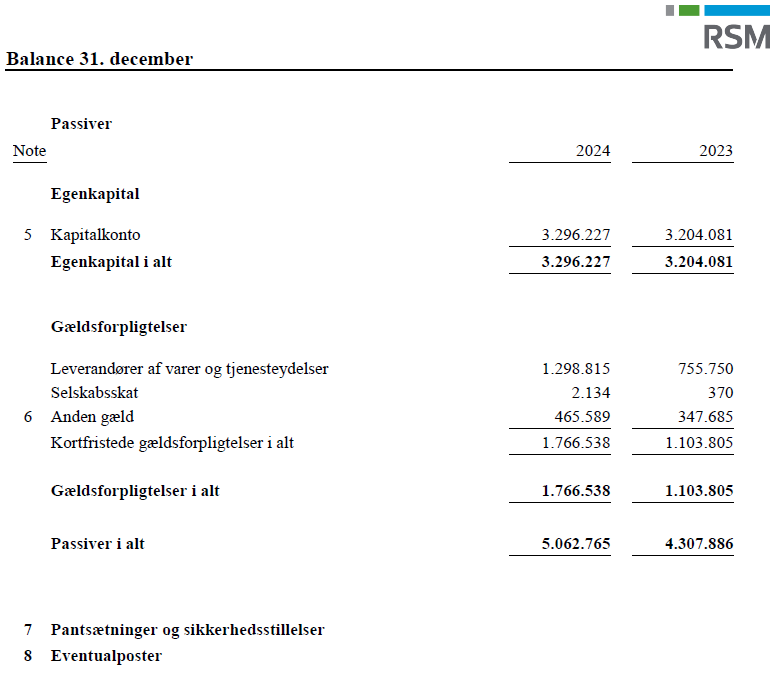 RSM
Balance 31. december
Passiver
Note 2024 2023
Egenkapital
5 Kapitalkonto 3.296.227 3.204.081
Egenkapital i alt 3.296.227 3.204.081
Gældsforpligtelser
Leverandører af varer og tjenesteydelser 1.298.815 755.750
Selskabsskat 2.134 370
6 Anden gæld 465.589 347.685
Kortfristede gældsforpligtelser i alt 1.766.538 1.103.805
Gældsforpligtelser i alt 1.766.538 1.103.805
Passiver i alt 5.062.765 4.307.886
7 Pantsætninger og sikkerhedsstillelser
8 Eventualposter